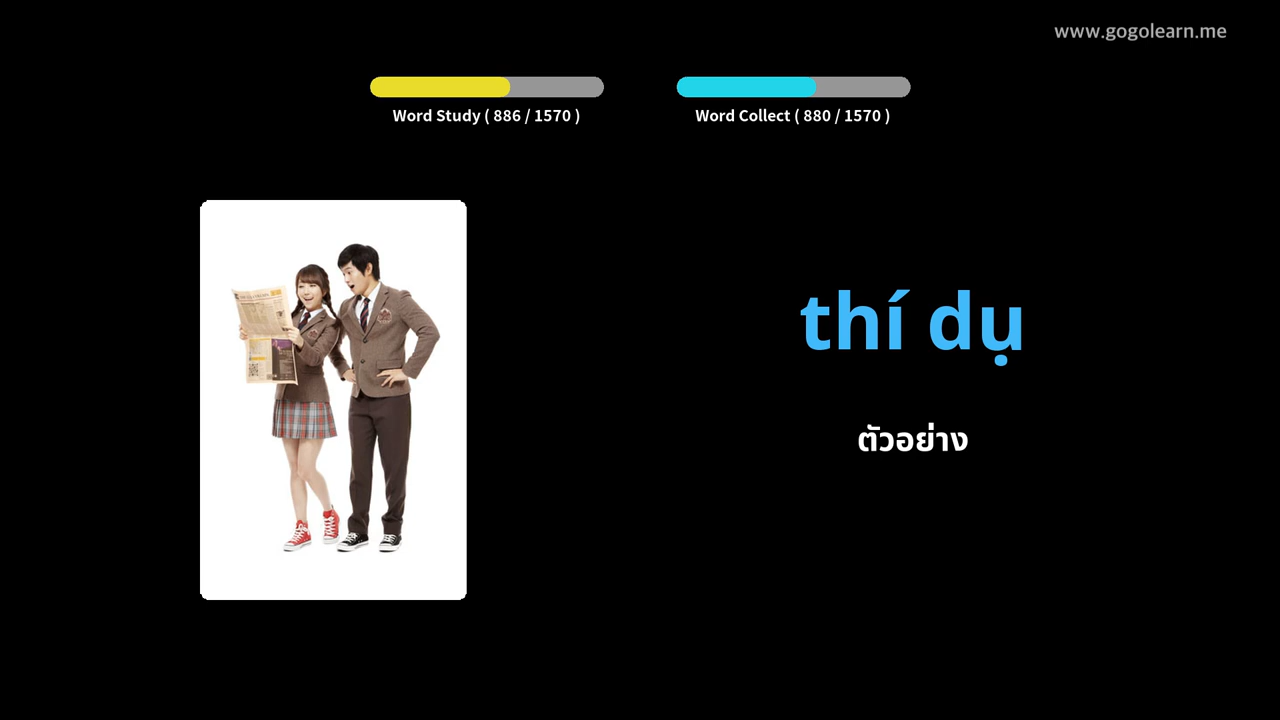 www.gogolearn.me
Word Study ( 886 / 1570 )
Word Collect ( 880 / 1570 )
thí dụ
ตัวอย่าง